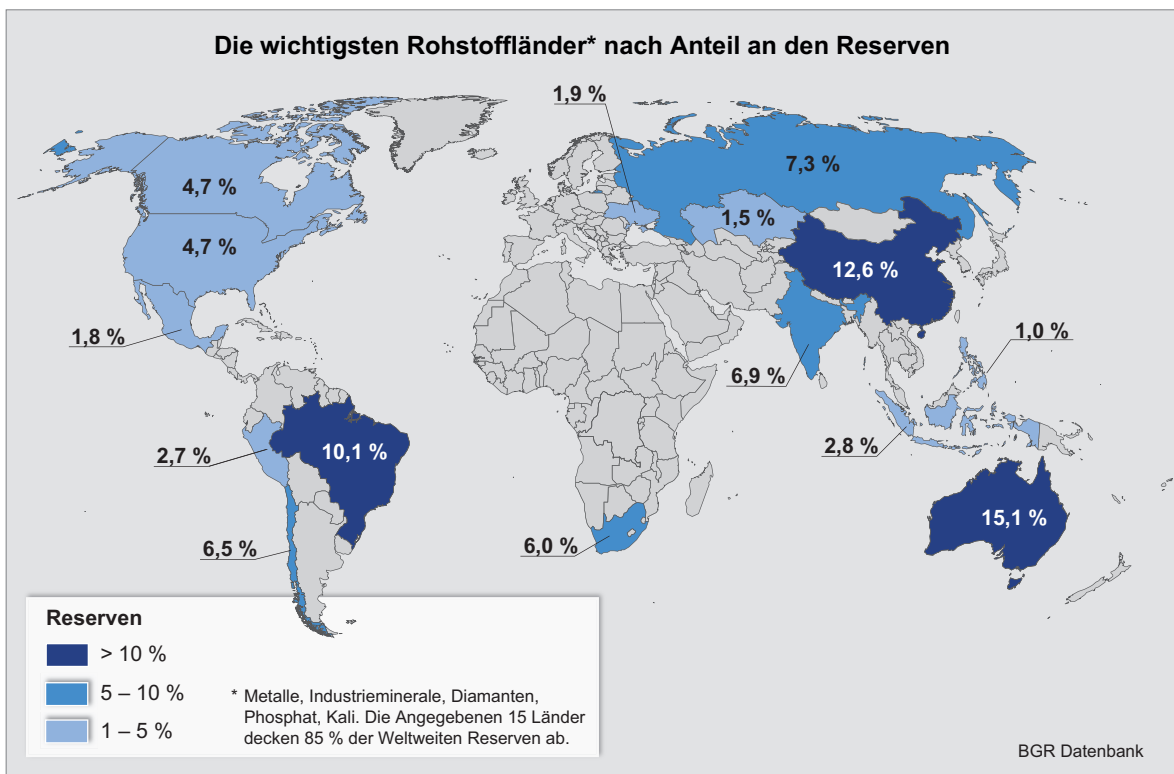 Die wichtigsten Rohstoffländer* nach Anteil an den Reserven
1,9 %
7,3 %
4,7 %
1,5 %
4,7 %
12,6 %
1,8 %
1,0 %
6,9 %
10,1 %
2,7 %
2,8 %
15,1 %
6,5 %
6,0 %
Reserven
> 10 %
5 – 10 %
1 – 5 %
* Metalle, Industrieminerale, Diamanten,
Phosphat, Kali. Die Angegebenen 15 Länder
decken 85 % der Weltweiten Reserven ab.
BGR Datenbank